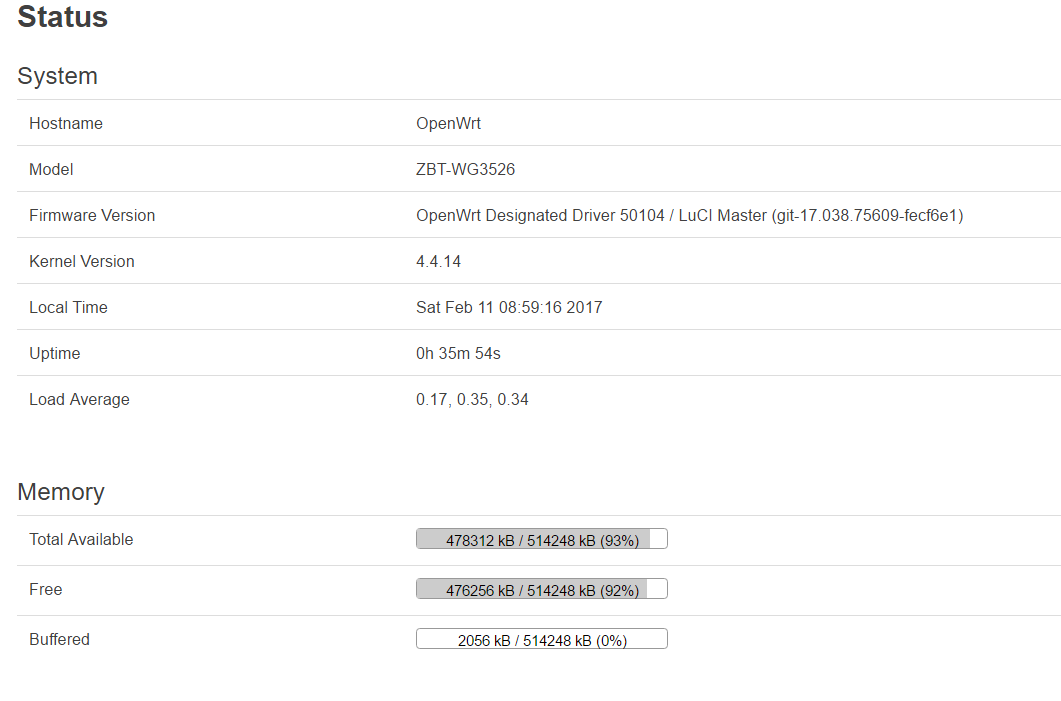 Status
System
Hostname OpenWrt
Model ZBT-WG3526
Firmware Version OpenWrt Designated Driver 50104 / LuCI Master (git-17.038.75609-fecf6e1)
Kernel Version 4.4.14
Local Time Sat Feb 11 08:59:16 2017
Uptime 0h 35m 54s
Load Average 0.17, 0.35, 0.34
Memory
Total Available 478312 kB / 514248 kB (93%)
Free 476256 kB / 514248 kB (92%)
Buffered 2056 kB / 514248 kB (0%)